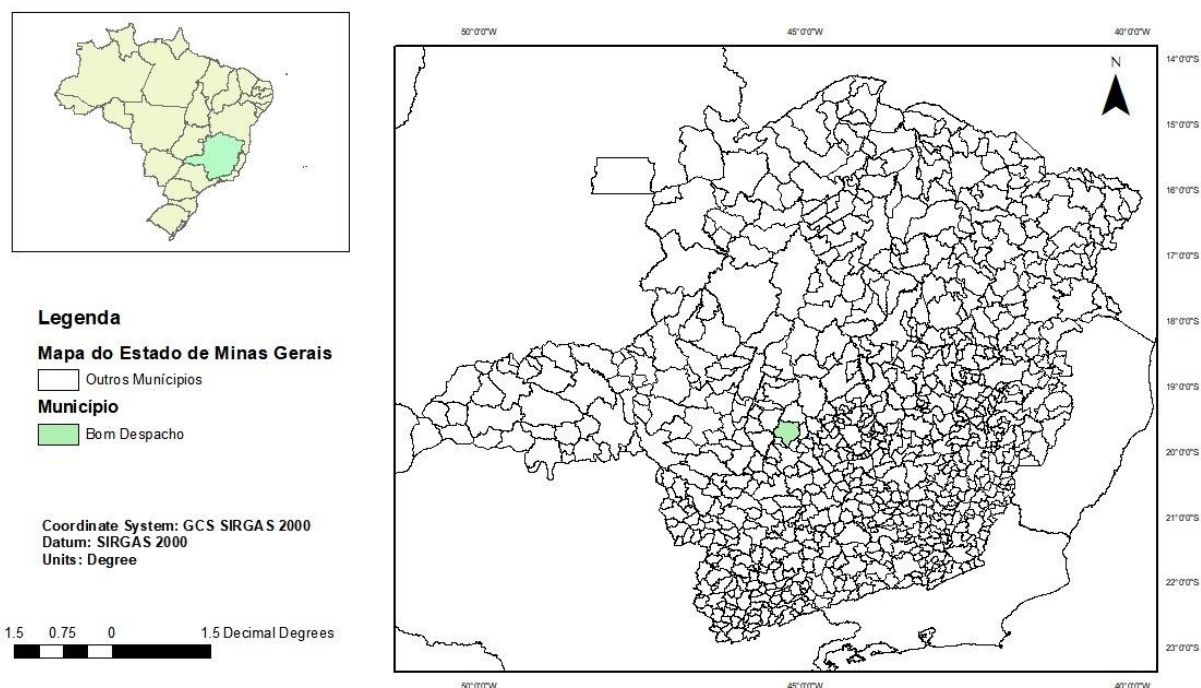 50°0'0"W 45°0'0"W 40°0'0"W
14°0'0"S
N
15°0'0"S
16°0'0"S
17°0'0"S
18°0'0"S
19°0'0"S
20°0'0"S
21°0'0"S
22°0'0"S
23°0'0"S
50°0'0"W 45°0'0"W 40°0'0"W
Legenda
Mapa do Estado de Minas Gerais
Outros Munícipios
Município
Bom Despacho
Coordinate System: GCS SIRGAS 2000
Datum: SIRGAS 2000
Units: Degree
1.5 0.75 0 1.5 Decimal Degrees